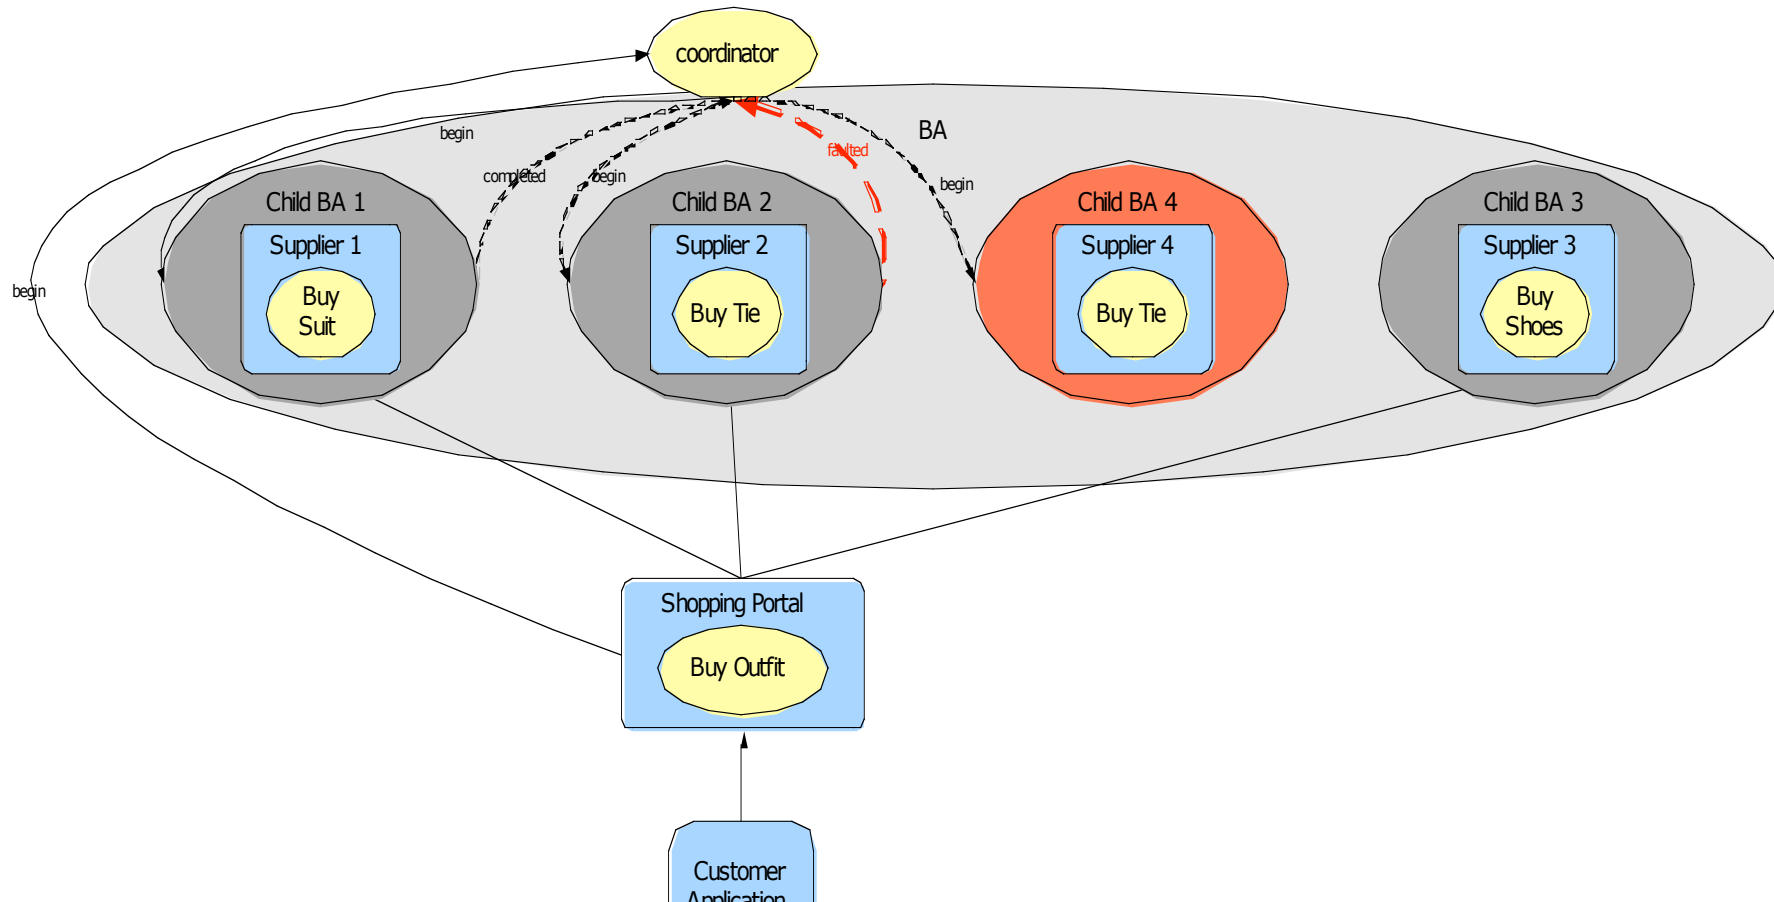 coordinator
BA
begin
completed
begin
faulted
begin
begin
Child BA 1
Supplier 1
Buy
Suit
Child BA 2
Supplier 2
Buy Tie
Child BA 4
Supplier 4
Buy Tie
Child BA 3
Supplier 3
Buy
Shoes
Shopping Portal
Buy Outfit
Customer
Application